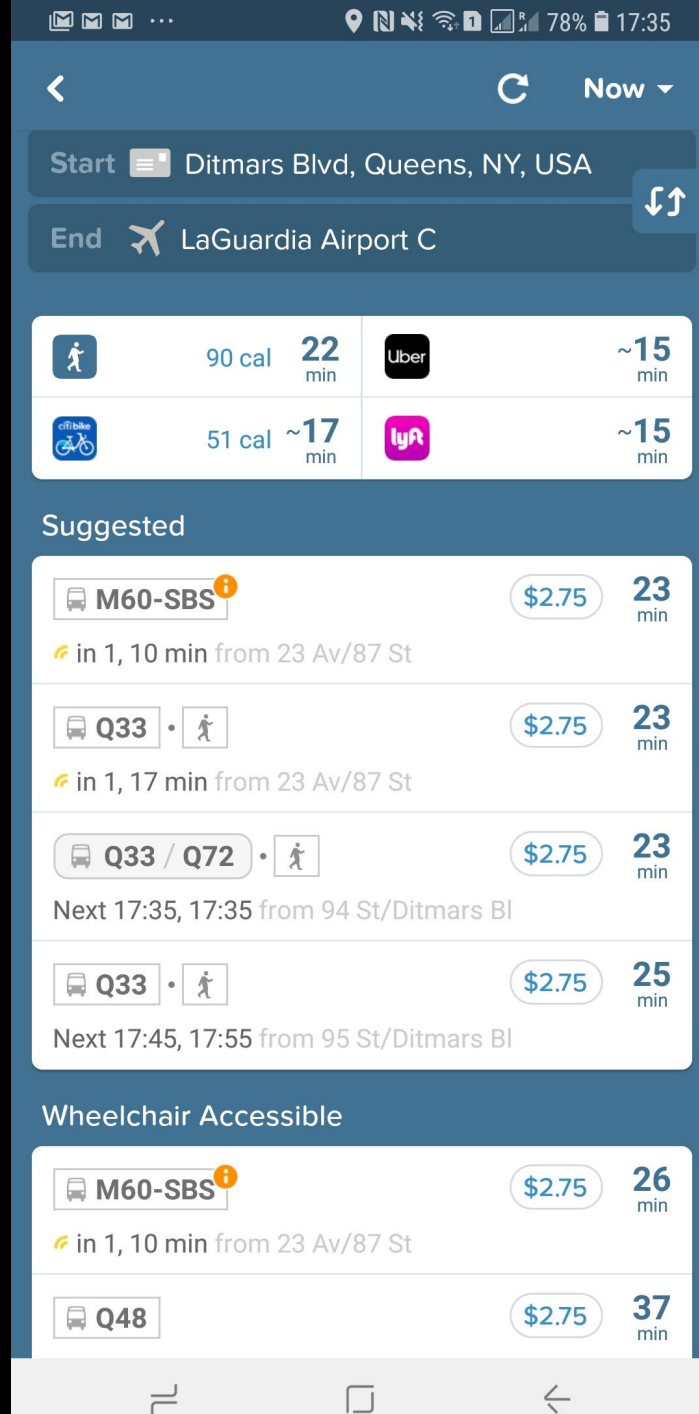 1 R 78% 17:35
Now
Start Ditmars Blvd, Queens, NY, USA
End LaGuardia Airport C
90 cal 22 min
Uber ~15 min
citi bike 51 cal ~17 min
lyft ~15 min
Suggested
M60-SBS $2.75 23 min
in 1, 10 min from 23 Av/87 St
Q33 • $2.75 23 min
in 1, 17 min from 23 Av/87 St
Q33 / Q72 • $2.75 23 min
Next 17:35, 17:35 from 94 St/Ditmars Bl
Q33 • $2.75 25 min
Next 17:45, 17:55 from 95 St/Ditmars Bl
Wheelchair Accessible
M60-SBS $2.75 26 min
in 1, 10 min from 23 Av/87 St
Q48 $2.75 37 min